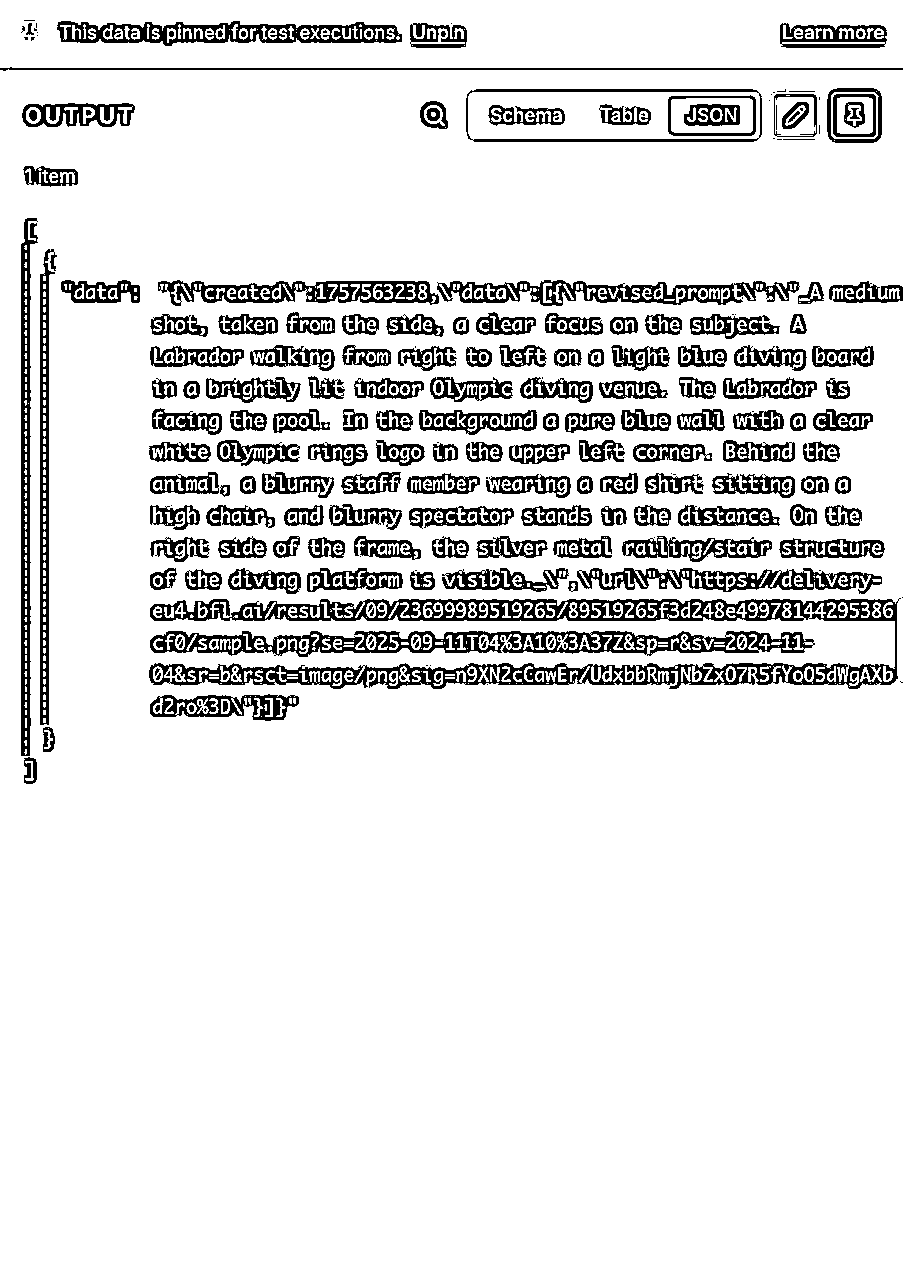 This data is pinned for test executions. Unpin
Learn more
OUTPUT
Schema Table JSON
1 item
[
{
"data": "{\"created\":1757563238,\"data\":[{\"revised_prompt\":\"_A medium
shot, taken from the side, a clear focus on the subject. A
Labrador walking from right to left on a light blue diving board
in a brightly lit indoor Olympic diving venue. The Labrador is
facing the pool. In the background a pure blue wall with a clear
white Olympic rings logo in the upper left corner. Behind the
animal, a blurry staff member wearing a red shirt sitting on a
high chair, and blurry spectator stands in the distance. On the
right side of the frame, the silver metal railing/stair structure
of the diving platform is visible._\",\"url\":\"https://delivery-
eu4.bfl.ai/results/09/23699989519265/89519265f3d248e49978144295386
cf0/sample.png?se=2025-09-11T04%3A10%3A37Z&sp=r&sv=2024-11-
04&sr=b&rsct=image/png&sig=n9XN2cCawEr/UdxbbRmjNbZxO7R5fYoO5dWgAXb
d2ro%3D\"}]}"
}
]